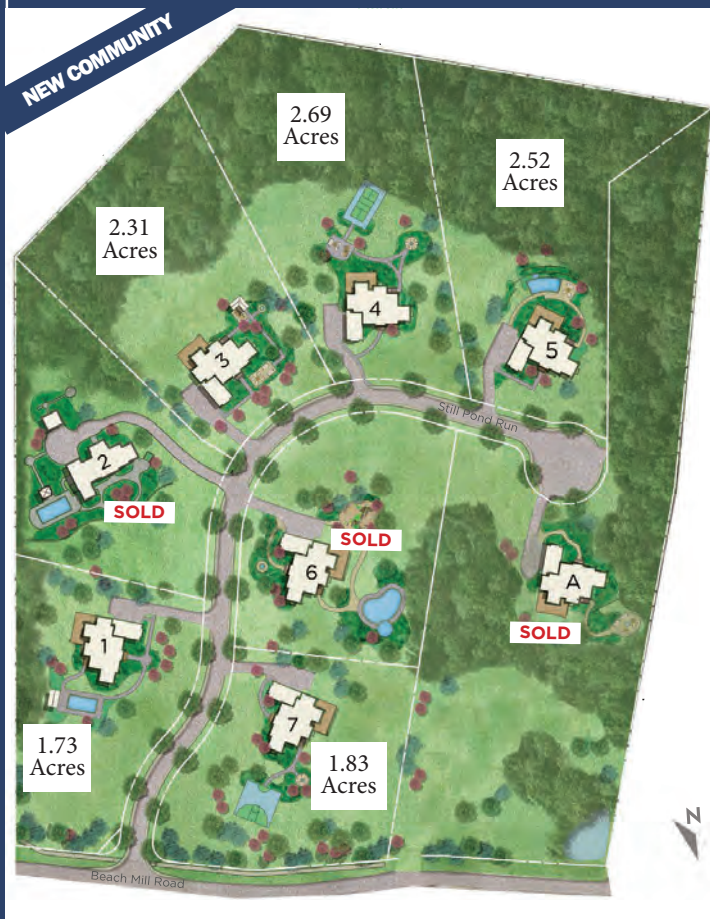 NEW COMMUNITY
2.69
Acres
2.52
Acres
2.31
Acres
4
3
5
Still Pond Run
2
SOLD
SOLD
6
A
SOLD
1
7
1.73
Acres
1.83
Acres
N
Beach Mill Road